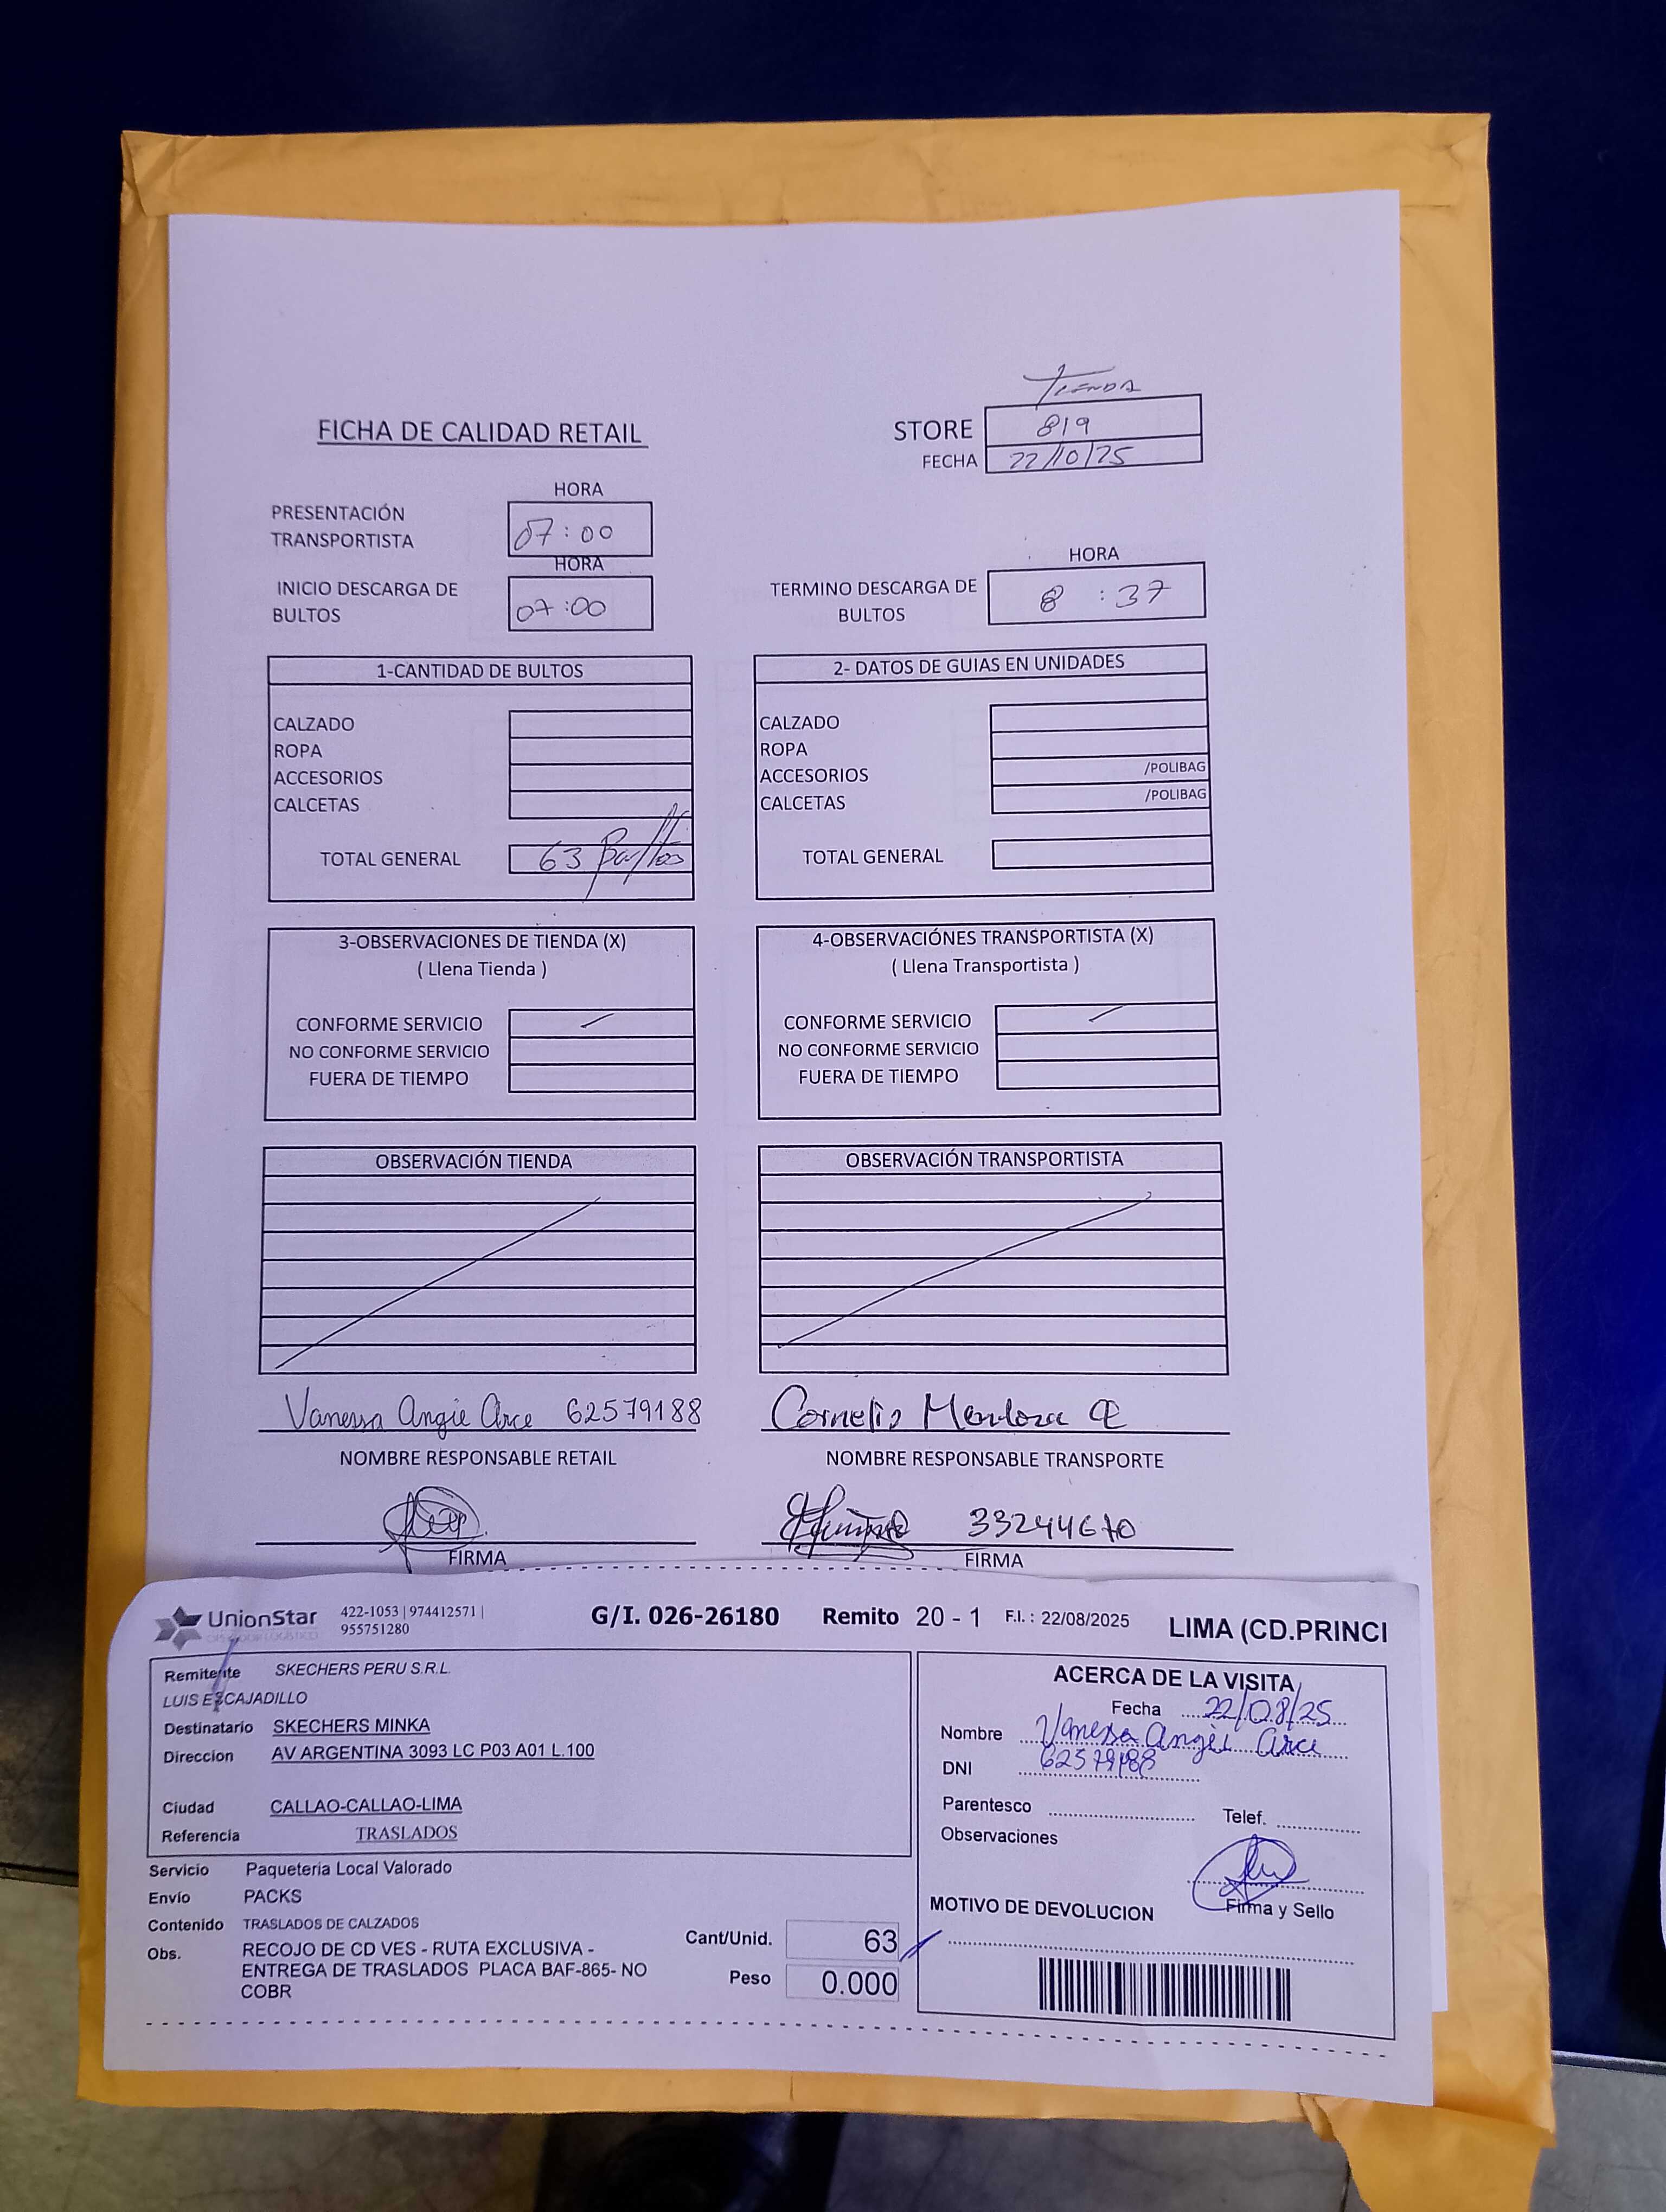 Tienda
FICHA DE CALIDAD RETAIL
STORE 819
FECHA 22/10/25
HORA
PRESENTACIÓN TRANSPORTISTA 07:00
HORA
INICIO DESCARGA DE BULTOS 07:00
HORA
TERMINO DESCARGA DE BULTOS 8:37
1-CANTIDAD DE BULTOS
CALZADO
ROPA
ACCESORIOS
CALCETAS
TOTAL GENERAL 63 Bultos
2- DATOS DE GUIAS EN UNIDADES
CALZADO
ROPA
ACCESORIOS /POLIBAG
CALCETAS /POLIBAG
TOTAL GENERAL
3-OBSERVACIONES DE TIENDA (X)
( Llena Tienda )
CONFORME SERVICIO
NO CONFORME SERVICIO
FUERA DE TIEMPO
4-OBSERVACIÓNES TRANSPORTISTA (X)
( Llena Transportista )
CONFORME SERVICIO
NO CONFORME SERVICIO
FUERA DE TIEMPO
OBSERVACIÓN TIENDA
OBSERVACIÓN TRANSPORTISTA
Vanessa Angie Arce 62579188
NOMBRE RESPONSABLE RETAIL
FIRMA
Cornelio Mendoza
NOMBRE RESPONSABLE TRANSPORTE
33244670
FIRMA
UnionStar
OPERADOR LOGÍSTICO
422-1053 | 974412571 |
955751280
G/I. 026-26180 Remito 20 - 1 F.I. : 22/08/2025 LIMA (CD.PRINCI
Remitente SKECHERS PERU S.R.L.
LUIS ESCAJADILLO
Destinatario SKECHERS MINKA
Direccion AV ARGENTINA 3093 LC P03 A01 L.100
Ciudad CALLAO-CALLAO-LIMA
Referencia TRASLADOS
Servicio Paqueteria Local Valorado
Envío PACKS
Contenido TRASLADOS DE CALZADOS
Obs. RECOJO DE CD VES - RUTA EXCLUSIVA -
ENTREGA DE TRASLADOS PLACA BAF-865- NO
COBR
Cant/Unid. 63
Peso 0.000
ACERCA DE LA VISITA
Fecha 22/08/25
Nombre Vanessa Angie Arce
DNI 62579188
Parentesco Telef.
Observaciones
Firma y Sello
MOTIVO DE DEVOLUCION